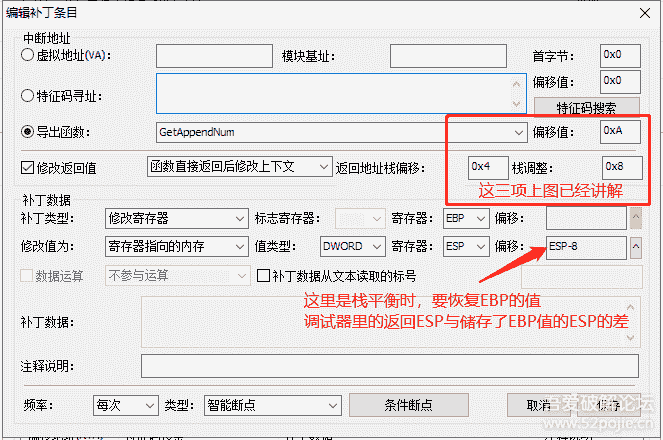 编辑补丁条目
中断地址
虚拟地址(VA): 模块基址: 首字节: 0x0
偏移值: 0x0
特征码寻址: 特征码搜索
导出函数: GetAppendNum 偏移值: 0xA
修改返回值 函数直接返回后修改上下文 返回地址栈偏移: 0x4 栈调整: 0x8
这三项上图已经讲解
补丁数据
补丁类型: 修改寄存器 标志寄存器: 寄存器: EBP 偏移:
修改值为: 寄存器指向的内存 值类型: DWORD 寄存器: ESP 偏移: ESP-8
数据运算 不参与运算 补丁数据从文本读取的标号
这里是栈平衡时，要恢复EBP的值
调试器里的返回ESP与储存了EBP值的ESP的差
补丁数据:
注释说明:
频率: 每次 类型: 智能断点 条件断点 取消 保存
吾爱破解论坛
www.52pojie.cn